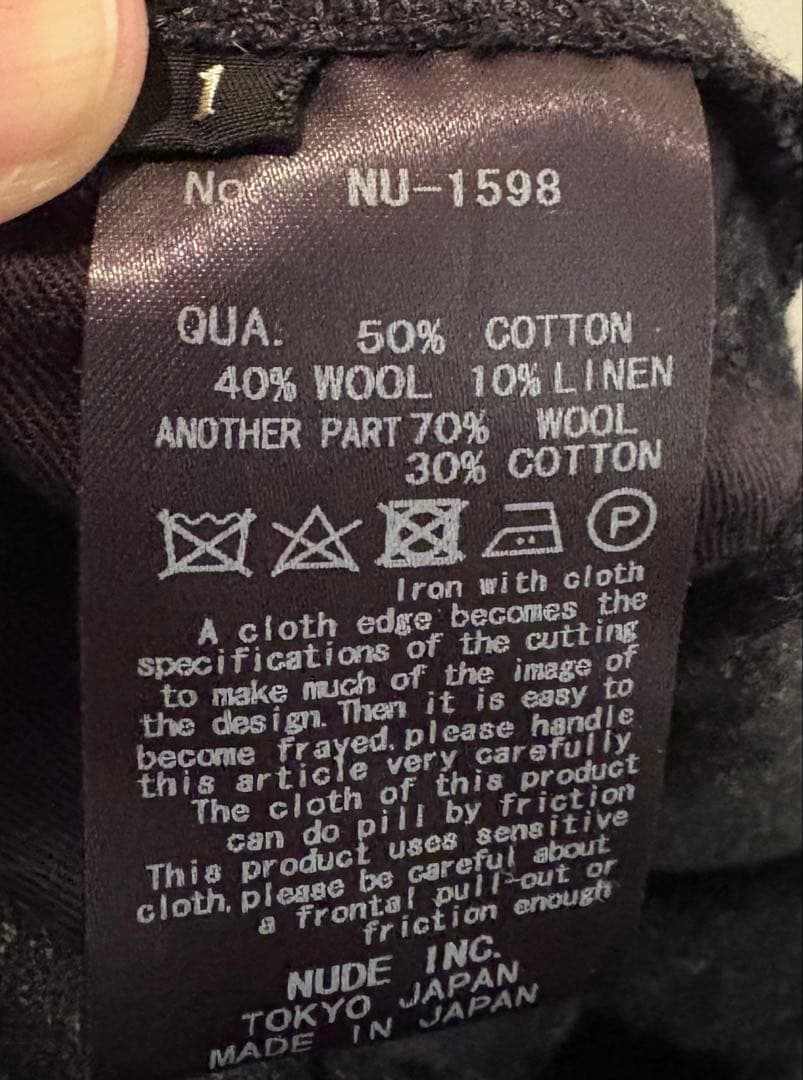 1
No. NU-1598
QUA. 50% COTTON
40% WOOL 10% LINEN
ANOTHER PART 70% WOOL
30% COTTON
P
Iron with cloth
A cloth edge becomes the
specifications of the cutting
to make much of the image of
the design. Then it is easy to
become frayed, please handle
this article very carefully
The cloth of this product
can do pill by friction
This product uses sensitive
cloth, please be careful about
a frontal pull-out or
friction enough
NUDE INC.
TOKYO JAPAN
MADE IN JAPAN